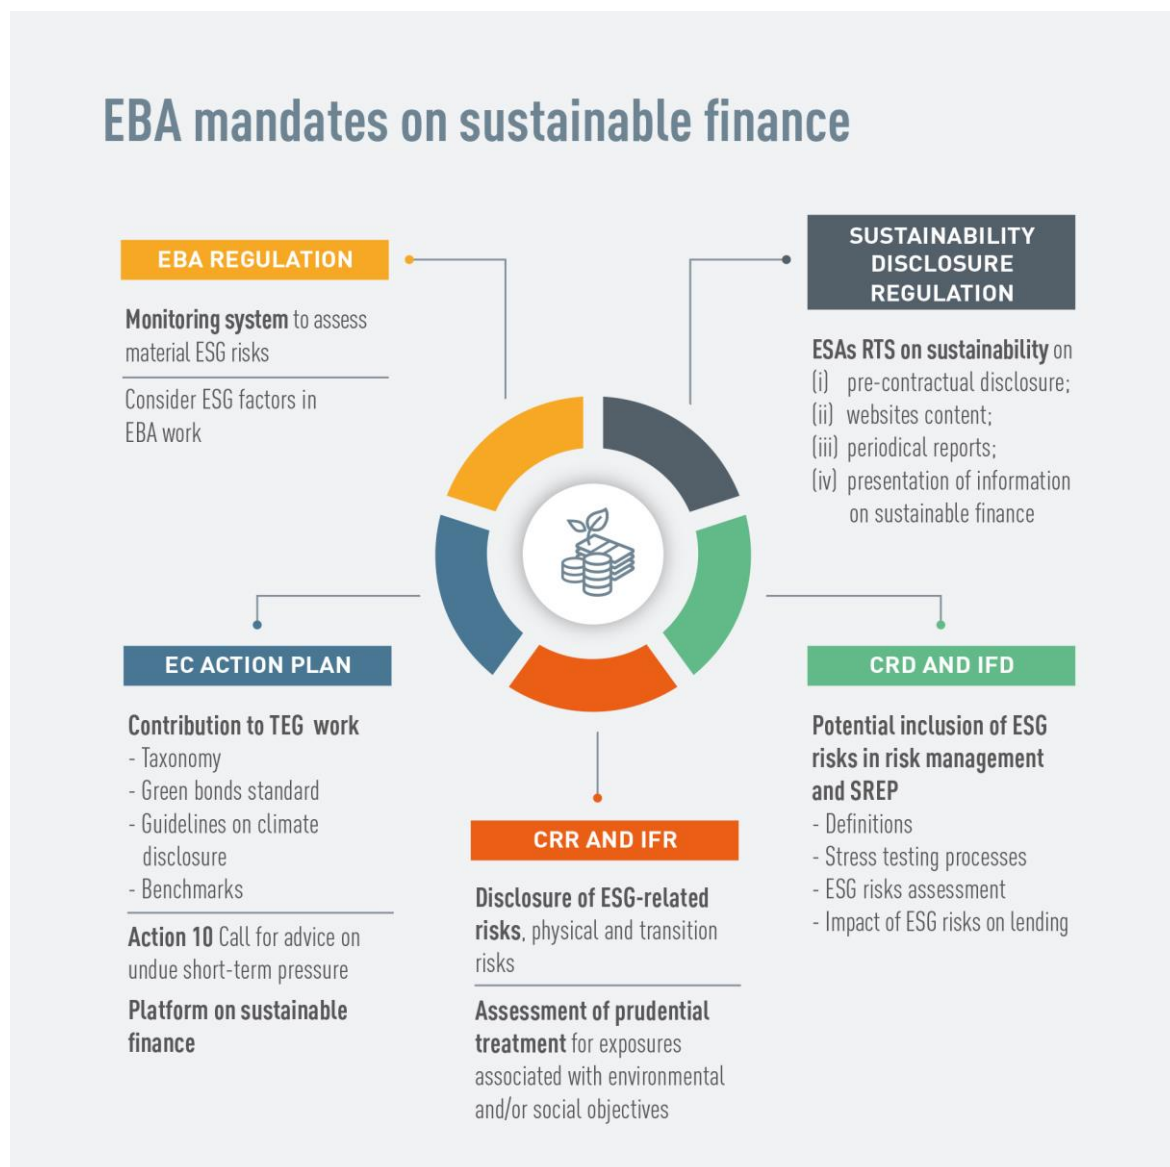 EBA mandates on sustainable finance
EBA REGULATION
Monitoring system to assess
material ESG risks
Consider ESG factors in
EBA work
SUSTAINABILITY
DISCLOSURE
REGULATION
ESAs RTS on sustainability on
(i) pre-contractual disclosure;
(ii) websites content;
(iii) periodical reports;
(iv) presentation of information
on sustainable finance
EC ACTION PLAN
Contribution to TEG work
- Taxonomy
- Green bonds standard
- Guidelines on climate
disclosure
- Benchmarks
Action 10 Call for advice on
undue short-term pressure
Platform on sustainable
finance
CRR AND IFR
Disclosure of ESG-related
risks, physical and transition
risks
Assessment of prudential
treatment for exposures
associated with environmental
and/or social objectives
CRD AND IFD
Potential inclusion of ESG
risks in risk management
and SREP
- Definitions
- Stress testing processes
- ESG risks assessment
- Impact of ESG risks on lending